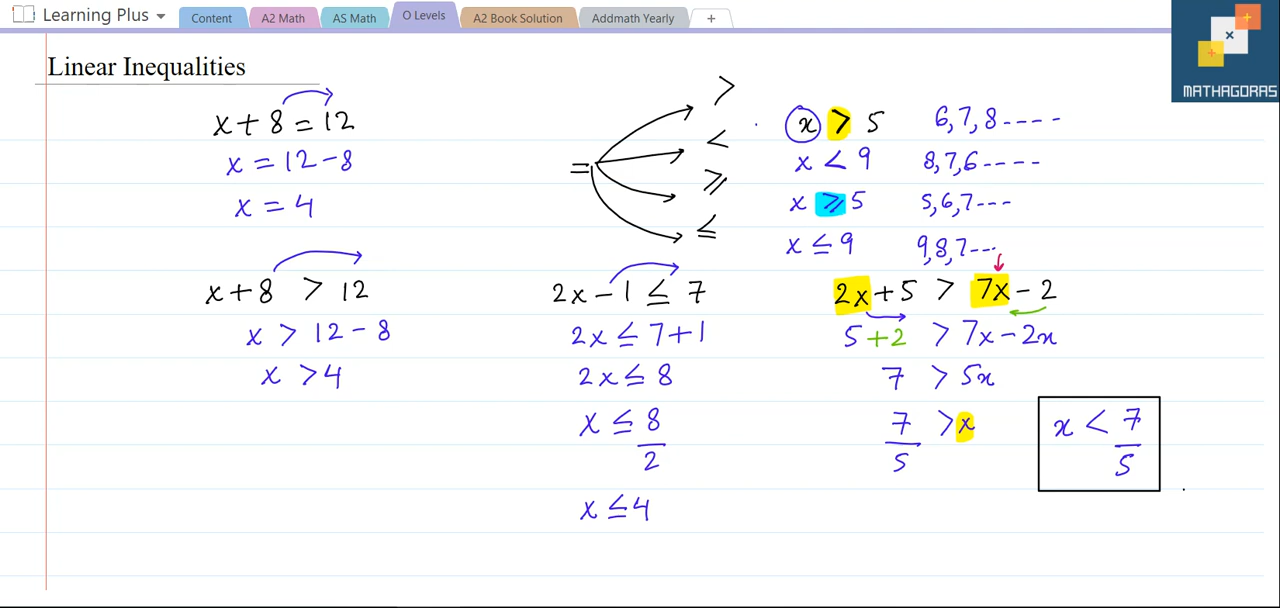 Learning Plus
Content
A2 Math
AS Math
O Levels
A2 Book Solution
Addmath Yearly
+
MATHAGORAS
Linear Inequalities
x + 8 = 12
x = 12 - 8
x = 4
= > < ⩾ ≤
x > 5 6, 7, 8 ----
x < 9 8, 7, 6 ----
x ⩾ 5 5, 6, 7 ---
x ≤ 9 9, 8, 7 ---
x + 8 > 12
x > 12 - 8
x > 4
2x - 1 ≤ 7
2x ≤ 7 + 1
2x ≤ 8
x ≤ 8/2
x ≤ 4
2x + 5 > 7x - 2
5 + 2 > 7x - 2x
7 > 5x
7/5 > x
x < 7/5